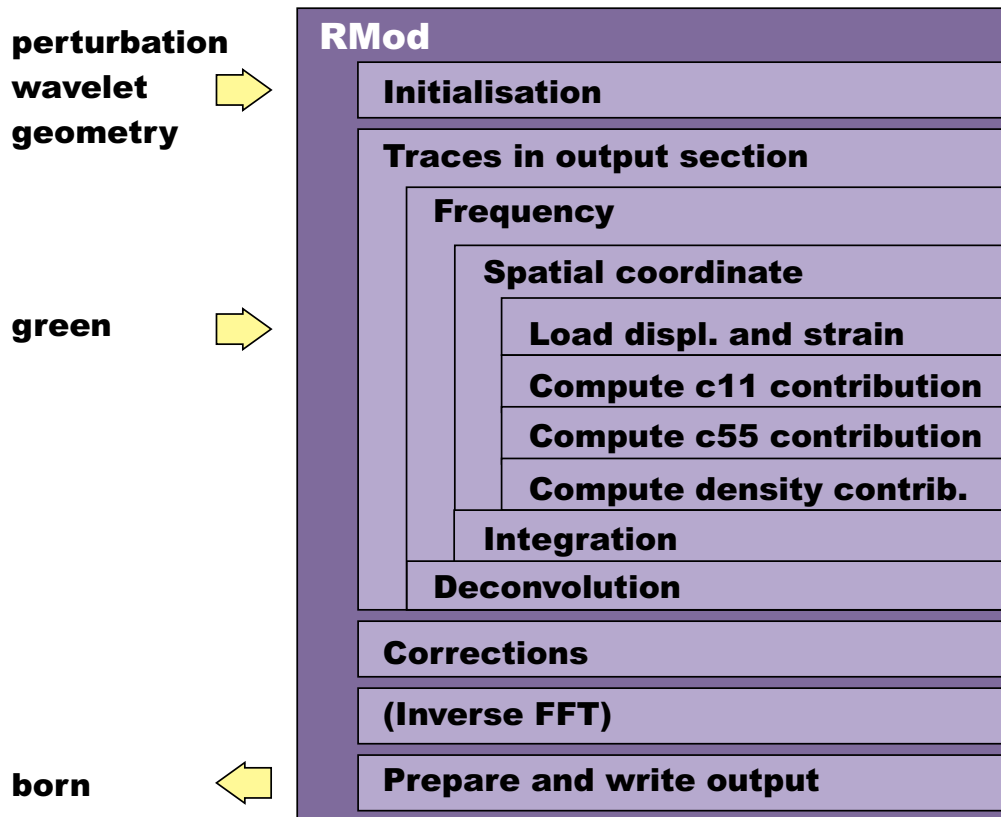 perturbation
wavelet
geometry
green
born
RMod
Initialisation
Traces in output section
Frequency
Spatial coordinate
Load displ. and strain
Compute c11 contribution
Compute c55 contribution
Compute density contrib.
Integration
Deconvolution
Corrections
(Inverse FFT)
Prepare and write output